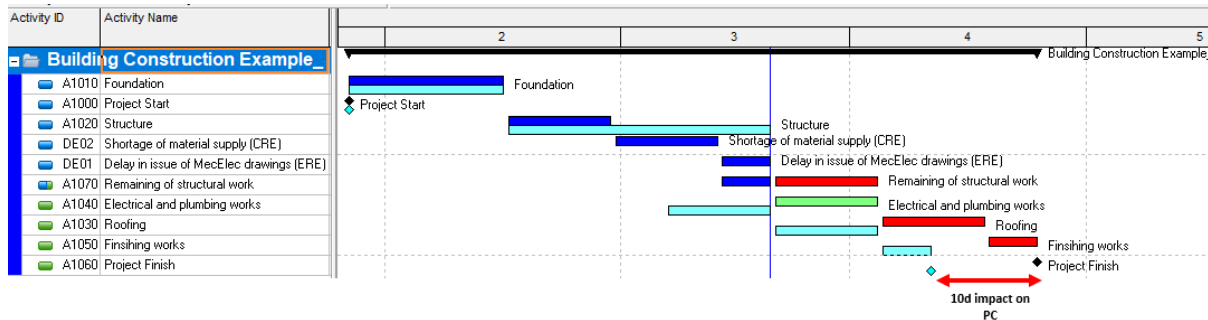 Activity ID
Activity Name
2
3
4
5
Building Construction Example_
Building Construction Example_
A1010 Foundation
Foundation
A1000 Project Start
Project Start
A1020 Structure
Structure
DE02 Shortage of material supply (CRE)
Shortage of material supply (CRE)
DE01 Delay in issue of MecElec drawings (ERE)
Delay in issue of MecElec drawings (ERE)
A1070 Remaining of structural work
Remaining of structural work
A1040 Electrical and plumbing works
Electrical and plumbing works
A1030 Roofing
Roofing
A1050 Finsihing works
Finsihing works
A1060 Project Finish
Project Finish
10d impact on
PC